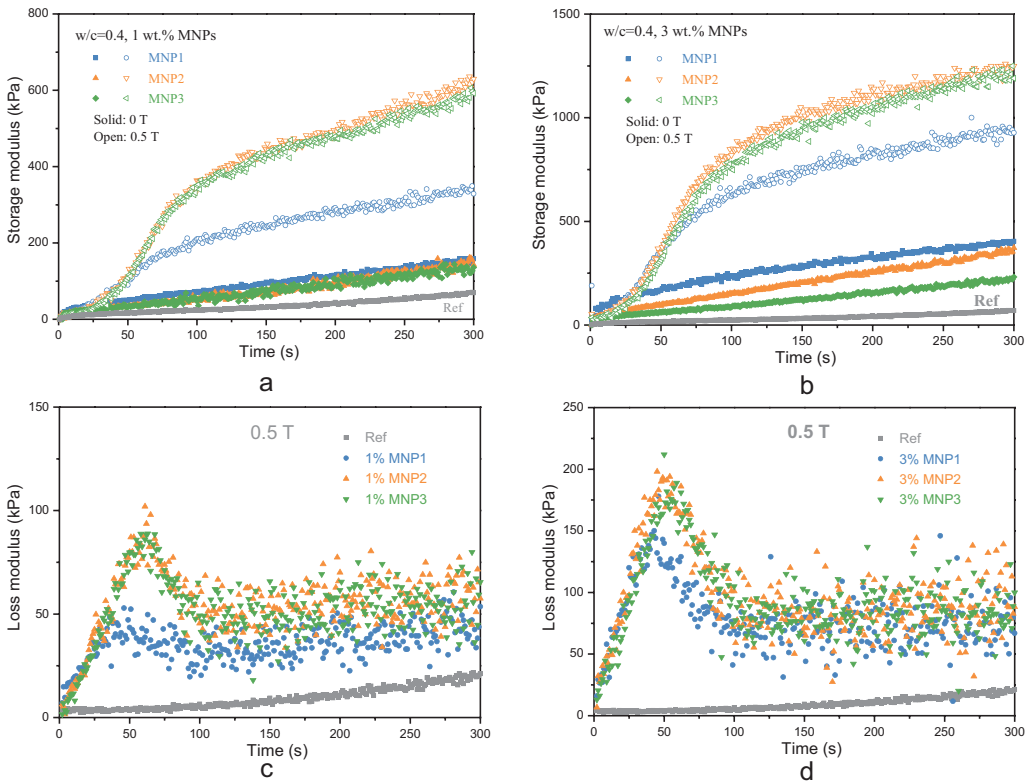 w/c=0.4, 1 wt.% MNPs
MNP1
MNP2
MNP3
Solid: 0 T
Open: 0.5 T
Ref
Storage modulus (kPa)
0
200
400
600
800
0
50
100
150
200
250
300
Time (s)
a
w/c=0.4, 3 wt.% MNPs
MNP1
MNP2
MNP3
Solid: 0 T
Open: 0.5 T
Ref
Storage modulus (kPa)
0
250
500
1000
1250
1500
0
50
100
150
200
250
300
Time (s)
b
0.5 T
Ref
1% MNP1
1% MNP2
1% MNP3
Loss modulus (kPa)
0
50
100
150
0
50
100
150
200
250
300
Time (s)
c
0.5 T
Ref
3% MNP1
3% MNP2
3% MNP3
Loss modulus (kPa)
0
50
100
150
200
250
0
50
100
150
200
250
300
Time (s)
d